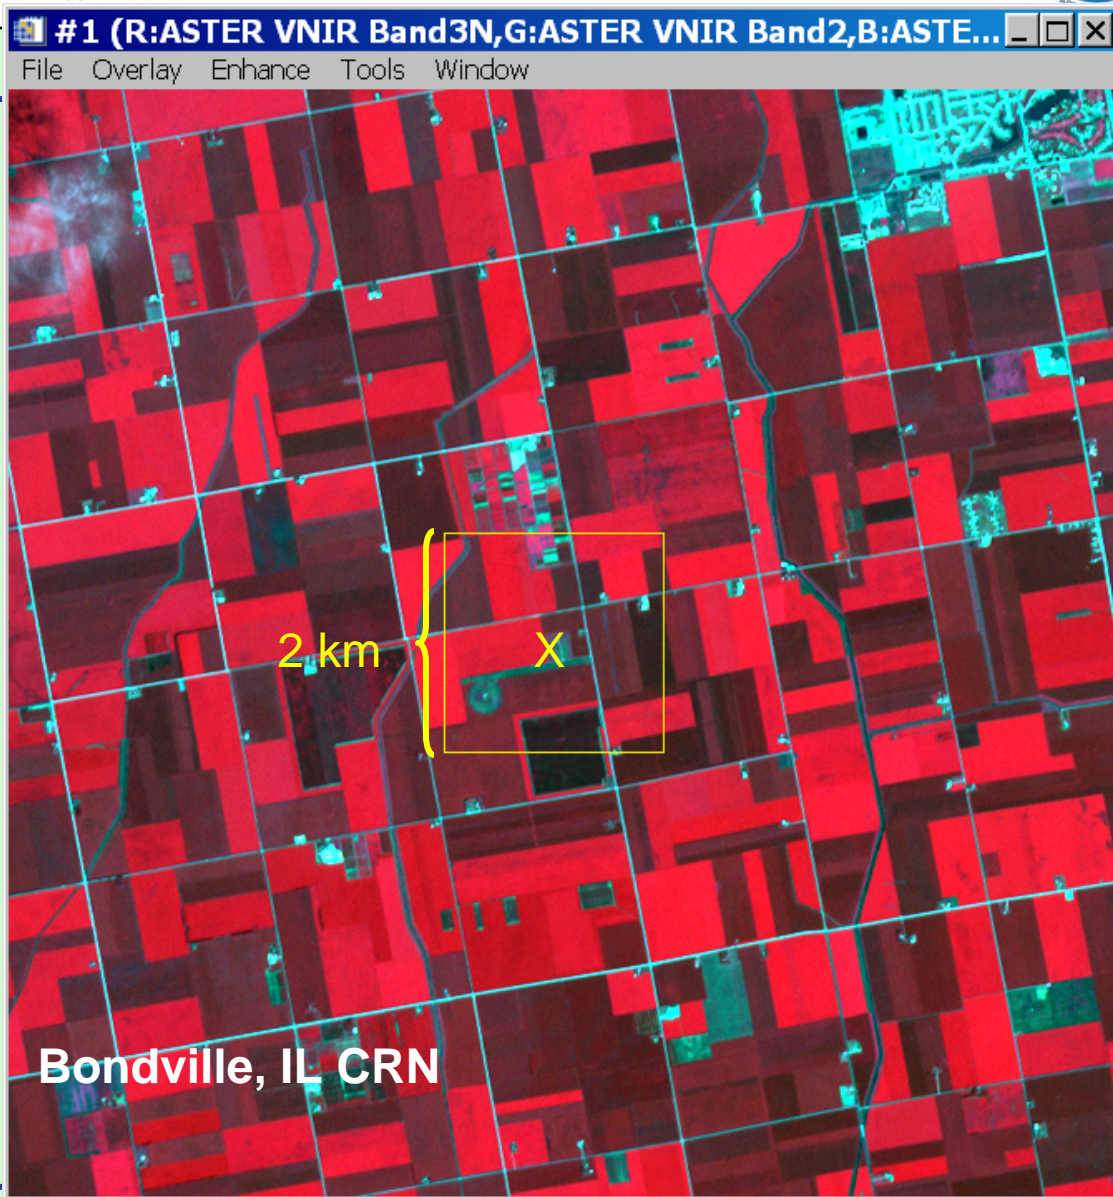 #1 (R:ASTER VNIR Band3N,G:ASTER VNIR Band2,B:ASTE...
File Overlay Enhance Tools Window
2 km X
Bondville, IL CRN